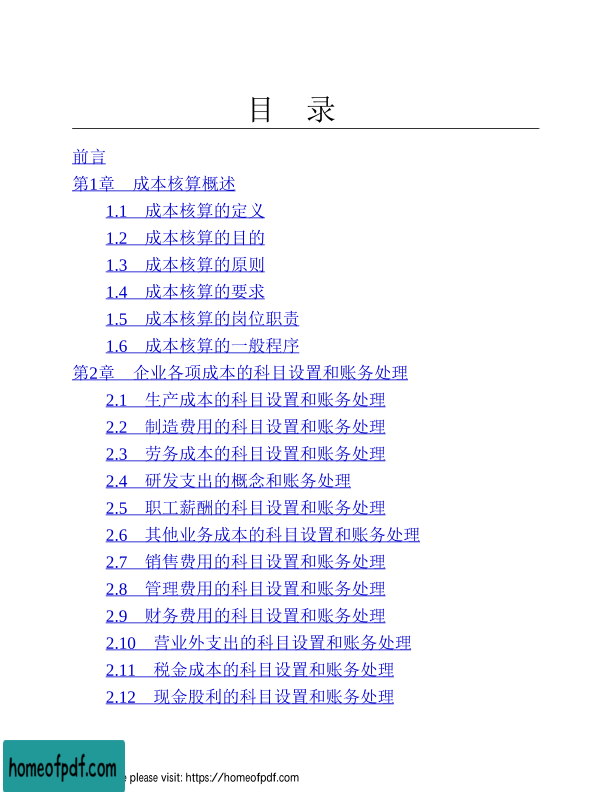 目 录
前言
第1章 成本核算概述
1.1 成本核算的定义
1.2 成本核算的目的
1.3 成本核算的原则
1.4 成本核算的要求
1.5 成本核算的岗位职责
1.6 成本核算的一般程序
第2章 企业各项成本的科目设置和账务处理
2.1 生产成本的科目设置和账务处理
2.2 制造费用的科目设置和账务处理
2.3 劳务成本的科目设置和账务处理
2.4 研发支出的概念和账务处理
2.5 职工薪酬的科目设置和账务处理
2.6 其他业务成本的科目设置和账务处理
2.7 销售费用的科目设置和账务处理
2.8 管理费用的科目设置和账务处理
2.9 财务费用的科目设置和账务处理
2.10 营业外支出的科目设置和账务处理
2.11 税金成本的科目设置和账务处理
2.12 现金股利的科目设置和账务处理
homeofpdf.com
please visit: https://homeofpdf.com